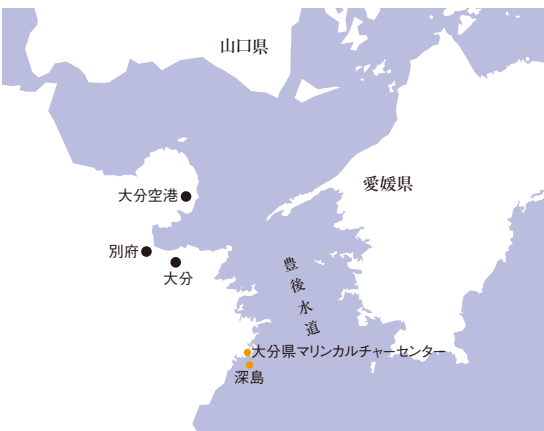 山口県
愛媛県
大分空港
別府
大分
豊後水道
大分県マリンカルチャーセンター
深島